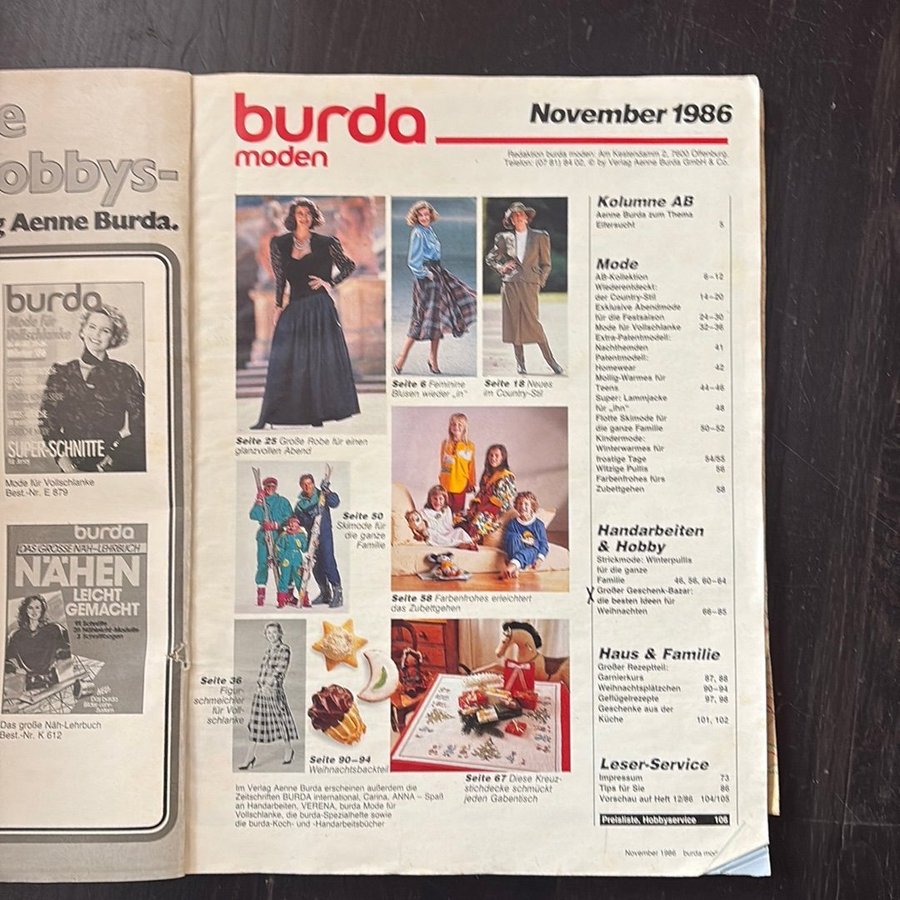 e
obbys-
g Aenne Burda.
burda
Mode für
Vollschlanke
SUPER-SCHNITTE
Mode für Vollschlanke
Best.-Nr. E 879
burda
DAS GROSSE NÄH-LEHRBUCH
NÄHEN
LEICHT
GEMACHT
Das große Näh-Lehrbuch
Best.-Nr. K 612
burda
moden
November 1986
Redaktion burda moden: Am Kestendamm 2, 7600 Offenburg.
Telefon: (07 81) 84 02. © by Verlag Aenne Burda GmbH & Co.
Seite 25 Große Robe für einen
glanzvollen Abend
Seite 6 Feminine
Blusen wieder „in"
Seite 18 Neues
im Country-Stil
Seite 50
Skimode für
die ganze
Familie
Seite 58 Farbenfrohes erleichtert
das Zubettgehen
Seite 36
Figur-
schmeichler
für Voll-
schlanke
Seite 90–94
Weihnachtsbackteil
Seite 67 Diese Kreuz-
stichdecke schmückt
jeden Gabentisch
Im Verlag Aenne Burda erscheinen außerdem die
Zeitschriften BURDA international, Carina, ANNA – Spaß
an Handarbeiten, VERENA, burda Mode für
Vollschlanke, die burda-Spezialhefte sowie
die burda-Koch- und -Handarbeitsbücher
Kolumne AB
Aenne Burda zum Thema
Eifersucht 5
Mode
AB-Kollektion 6–12
Wiederentdeckt:
der Country-Stil 14–20
Exklusive Abendmode
für die Festsaison 24–30
Mode für Vollschlanke 32–36
Extra-Patentmodell:
Nachthemden 41
Patentmodell:
Homewear 42
Mollig-Warmes für
Teens 44–46
Super: Lammjacke
für „ihn" 48
Flotte Skimode für
die ganze Familie 50–52
Kindermode:
Winterwarmes für
frostige Tage 54/55
Witzige Pullis 56
Farbenfrohes fürs
Zubettgehen 58
Handarbeiten
& Hobby
Strickmode: Winterpullis
für die ganze
Familie 46, 56, 60–64
Großer Geschenk-Bazar:
die besten Ideen für
Weihnachten 66–85
Haus & Familie
Großer Rezeptteil:
Garnierkurs 87, 88
Weihnachtsplätzchen 90–94
Geflügelrezepte 97, 98
Geschenke aus der
Küche 101, 102
Leser-Service
Impressum 73
Tips für Sie 86
Vorschau auf Heft 12/86 104/105
Preisliste, Hobbyservice 106
November 1986 burda mod